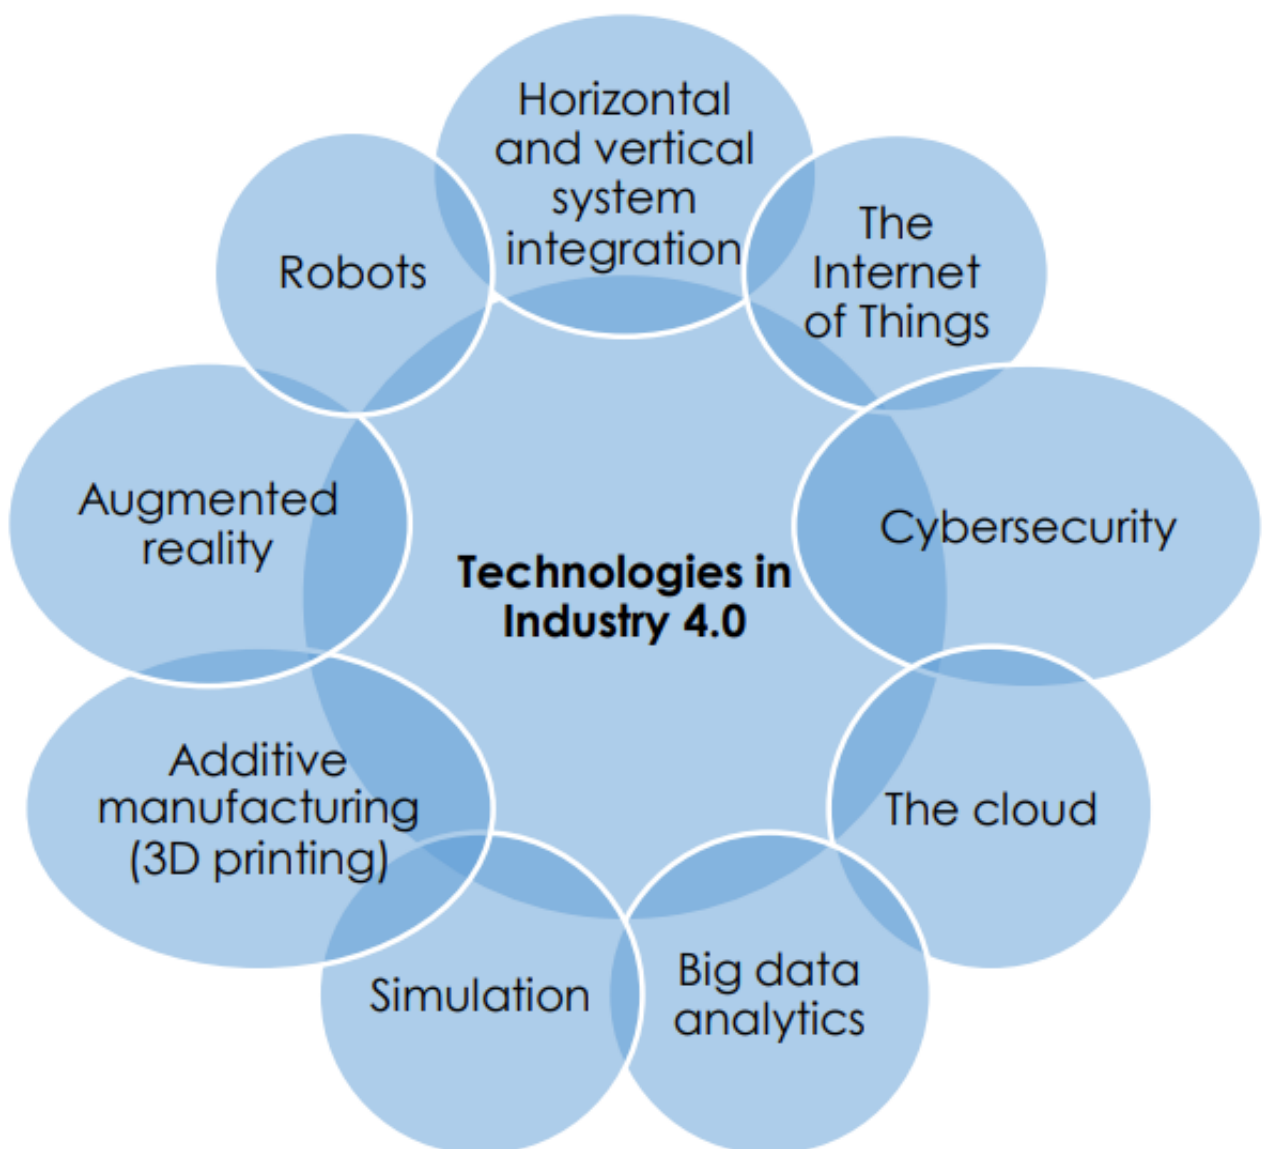 Horizontal
and vertical
system
integration
The
Internet
of Things
Cybersecurity
The cloud
Big data
analytics
Simulation
Additive
manufacturing
(3D printing)
Augmented
reality
Robots
Technologies in
Industry 4.0